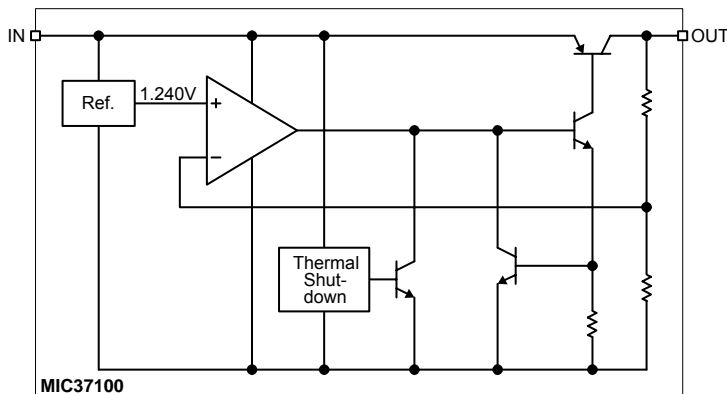 IN
OUT
Ref.
1.240V
+
−
Thermal
Shut-
down
MIC37100